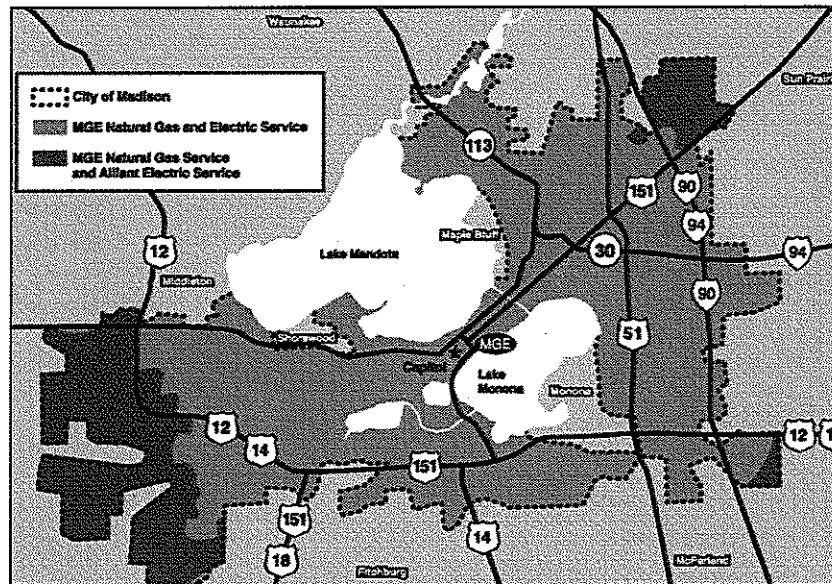 Waunakee
Sun Prair
City of Madison
MGE Natural Gas and Electric Service
MGE Natural Gas Service
and Alliant Electric Service
113
151
90
94
12
Maple Bluff
30
94
Lake Mendota
Middleton
90
Shorewood
MGE
51
Capitol
Lake
Monona
Monona
12
14
12
151
151
18
14
Fitchburg
McFarland